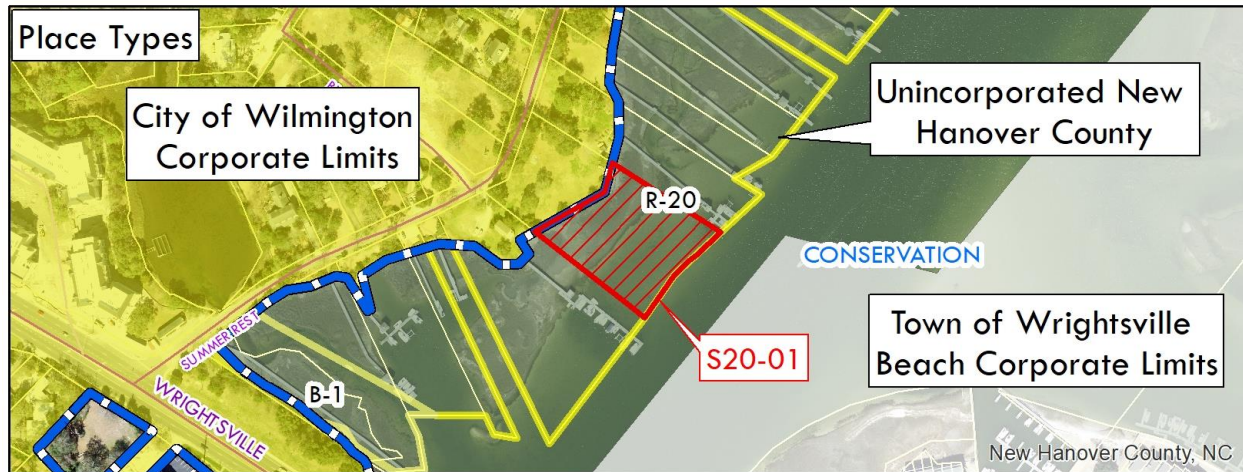 Place Types
City of Wilmington
Corporate Limits
Unincorporated New
Hanover County
R-20
CONSERVATION
Town of Wrightsville
Beach Corporate Limits
S20-01
SUMMER REST
B-1
WRIGHTSVILLE
New Hanover County, NC